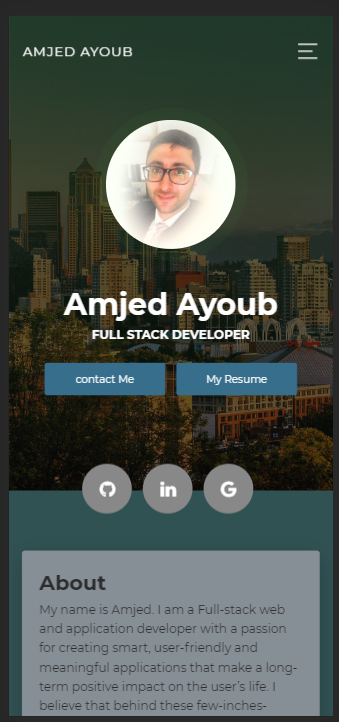 AMJED AYOUB
Amjed Ayoub
FULL STACK DEVELOPER
contact Me
My Resume
in
G
About
My name is Amjed. I am a Full-stack web
and application developer with a passion
for creating smart, user-friendly and
meaningful applications that make a long-
term positive impact on the user's life. I
believe that behind these few-inches-